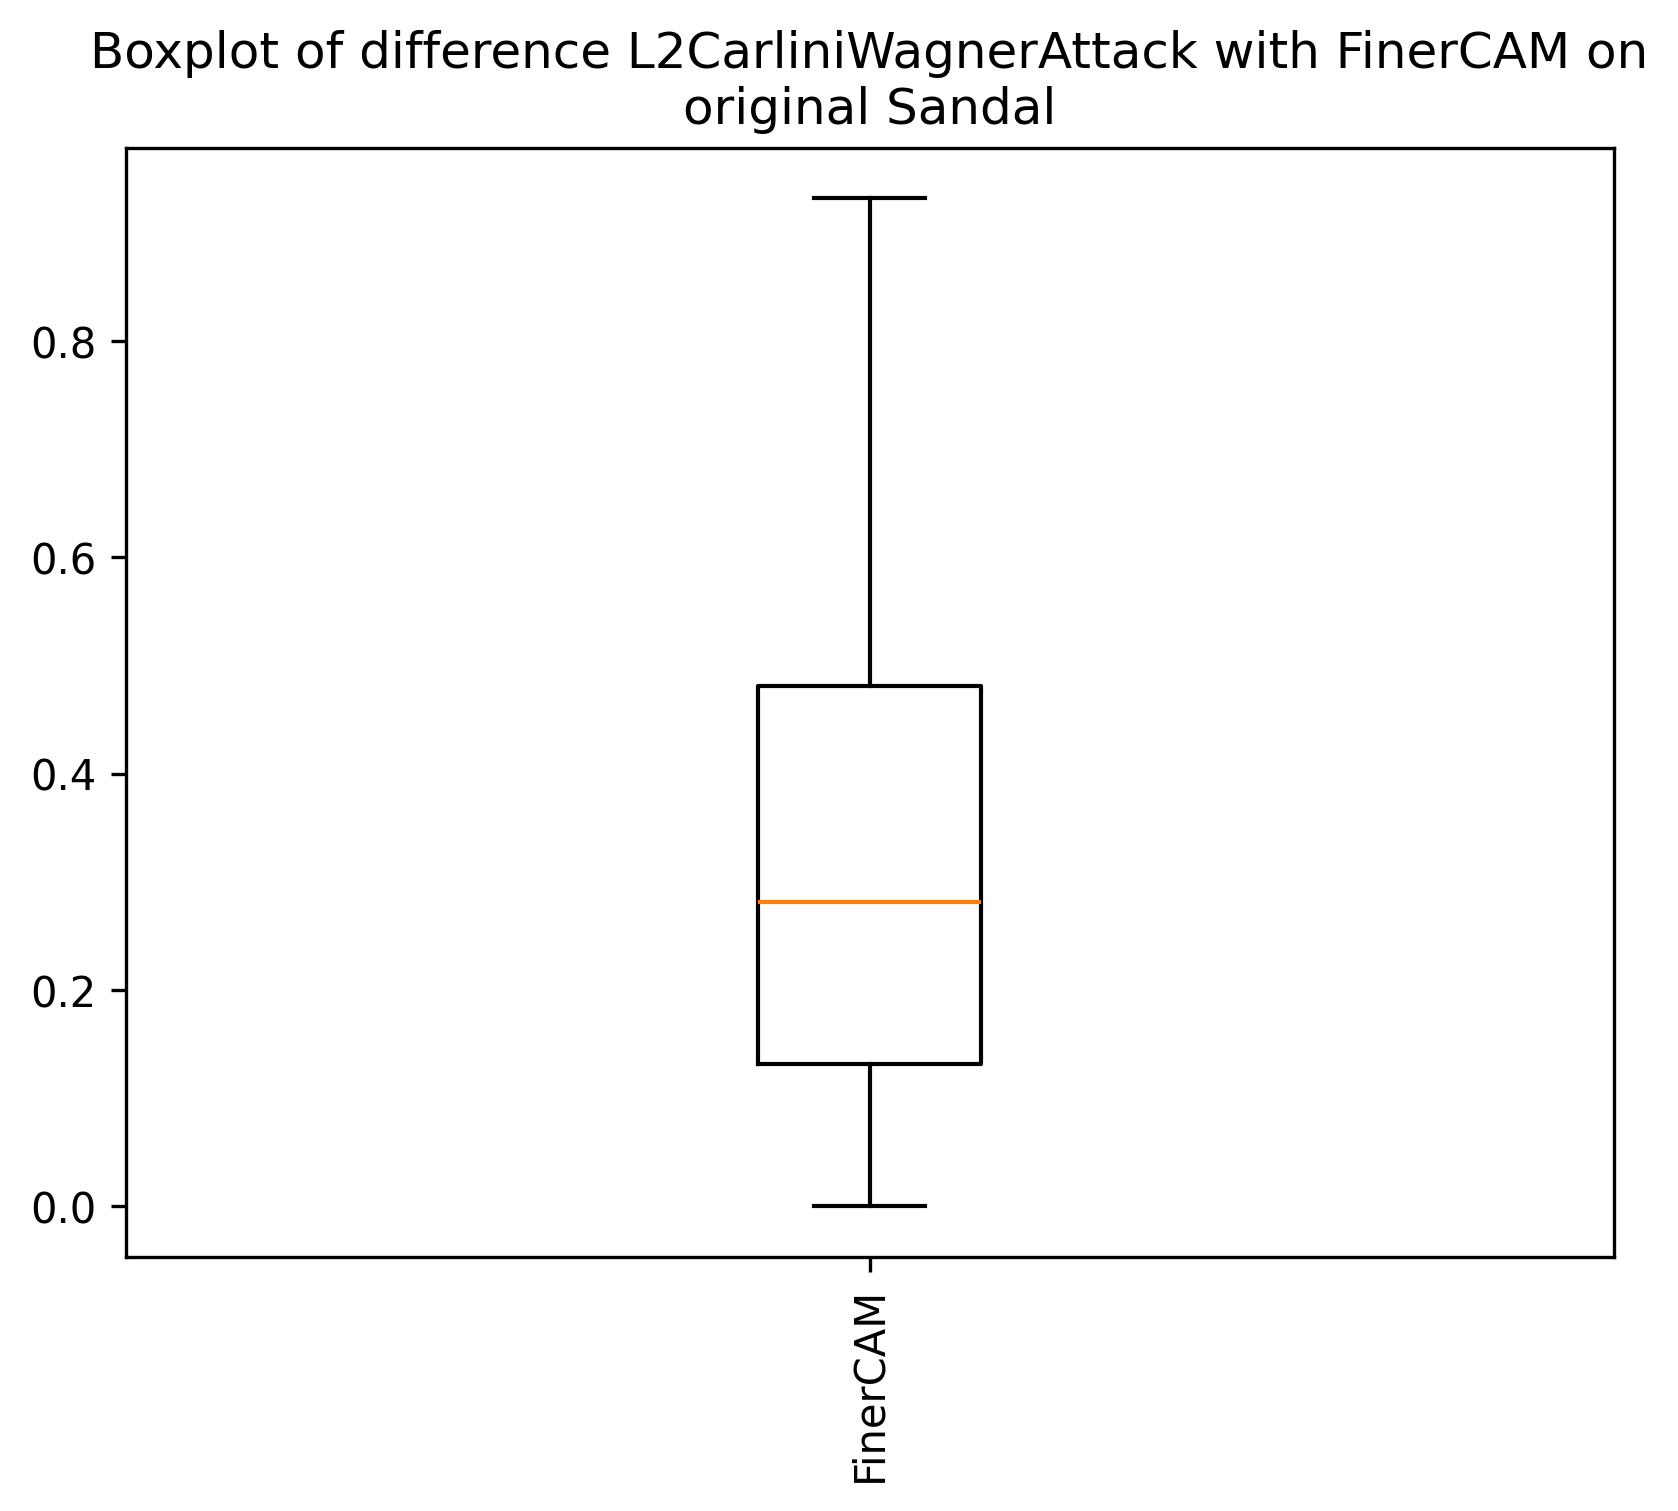 Boxplot of difference L2CarliniWagnerAttack with FinerCAM on
original Sandal
0.8
0.6
0.4
0.2
0.0
FinerCAM